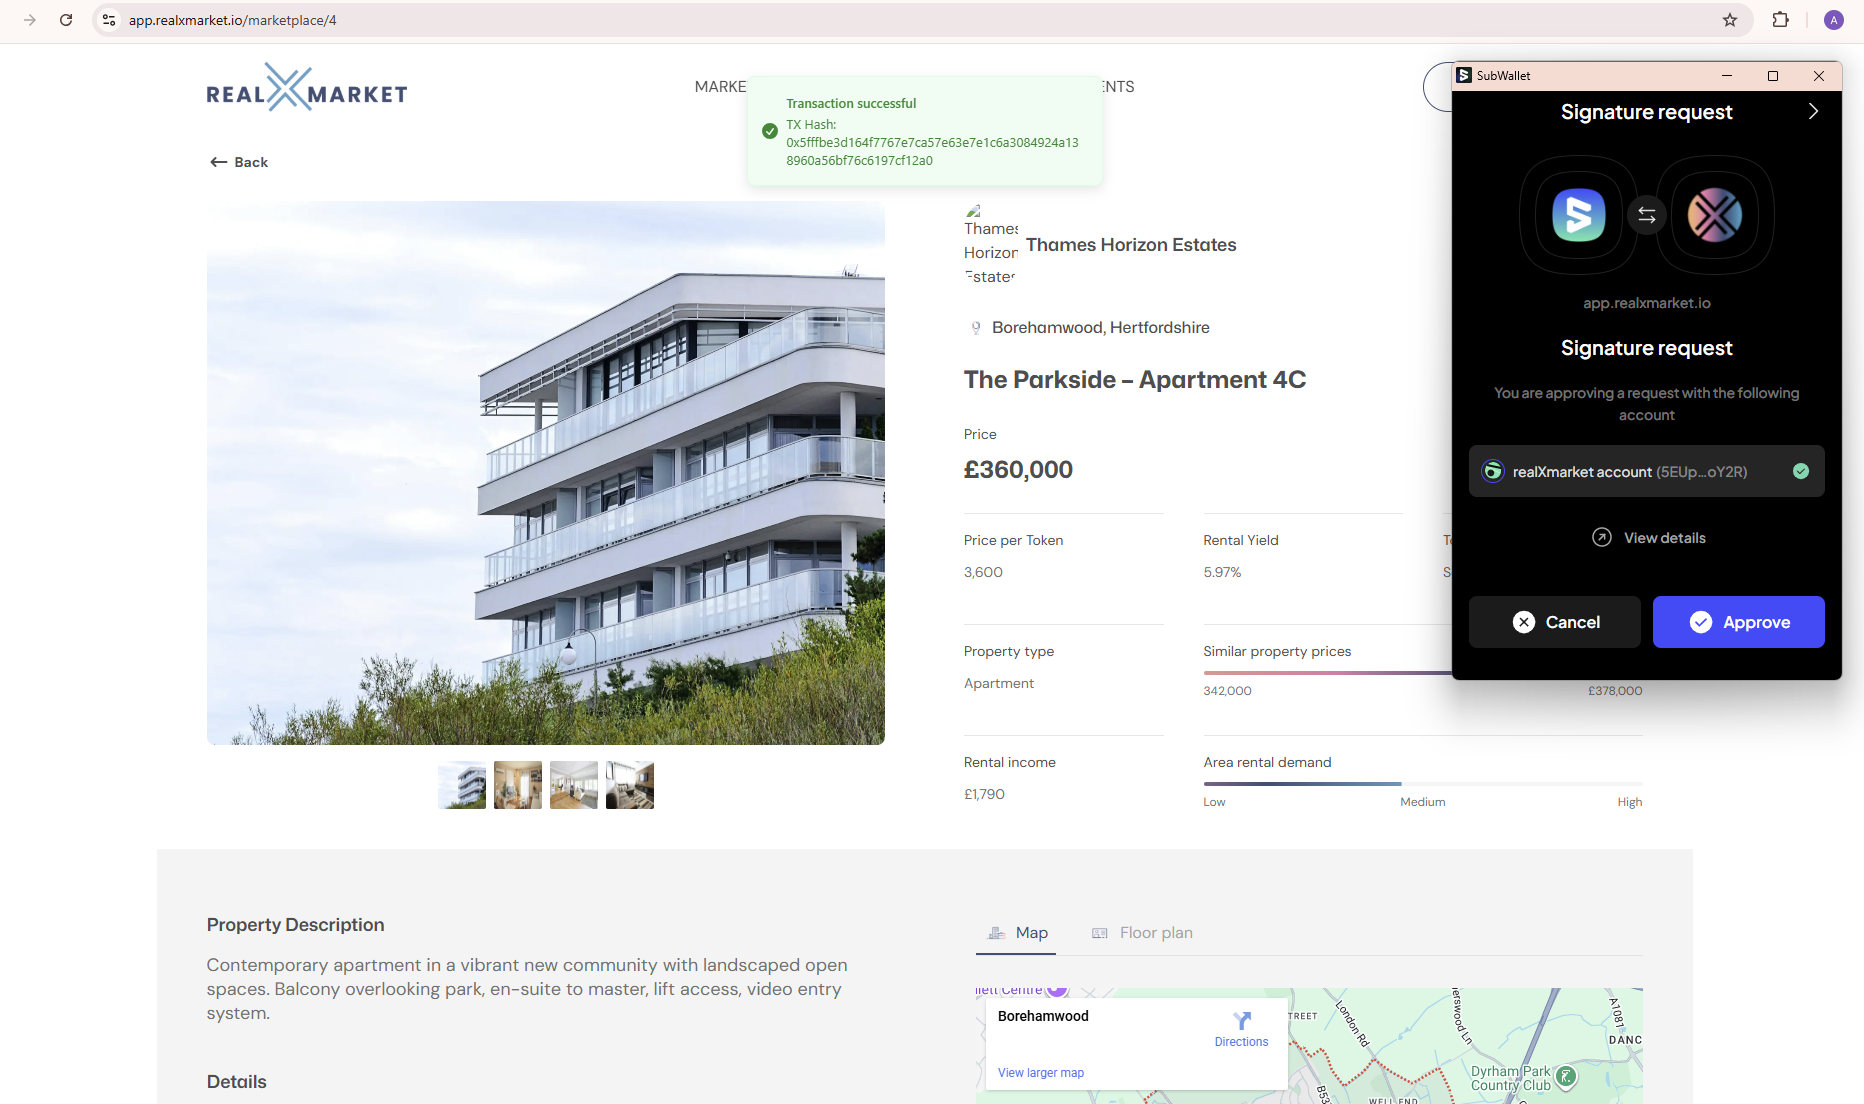 app.realxmarket.io/marketplace/4
A
REAL MARKET
MARKE
ENTS
Transaction successful
TX Hash:
0x5fffbe3d164f7767e7ca57e63e7e1c6a3084924a13
8960a56bf76c6197cf12a0
Back
Thames
Horizon
Estates
Thames Horizon Estates
Borehamwood, Hertfordshire
The Parkside – Apartment 4C
Price
£360,000
Price per Token
3,600
Rental Yield
5.97%
Property type
Apartment
Similar property prices
342,000
£378,000
Rental income
£1,790
Area rental demand
Low
Medium
High
SubWallet
Signature request
app.realxmarket.io
Signature request
You are approving a request with the following
account
realXmarket account (5EUp...oY2R)
View details
Cancel
Approve
Property Description
Contemporary apartment in a vibrant new community with landscaped open
spaces. Balcony overlooking park, en-suite to master, lift access, video entry
system.
Details
Map
Floor plan
Borehamwood
Directions
View larger map
TREET
London Rd
erswood Ln
A1081
DANC
Dyrham Park
Country Club
WELL END